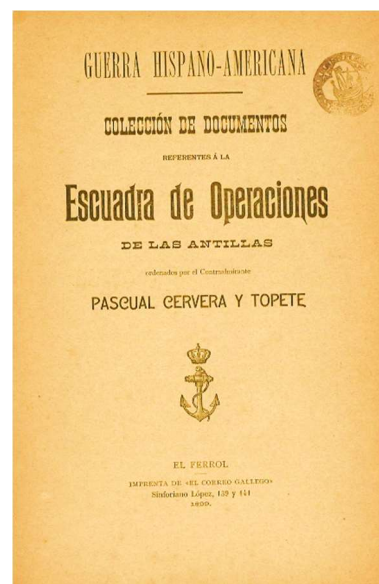 GUERRA HISPANO-AMERICANA
COLECCIÓN DE DOCUMENTOS
REFERENTES Á LA
Escuadra de Operaciones
DE LAS ANTILLAS
ordenados por el Contraalmirante
PASCUAL CERVERA Y TOPETE
EL FERROL
IMPRENTA DE «EL CORREO GALLEGO»
Sinforiano López, 139 y 141
1899.